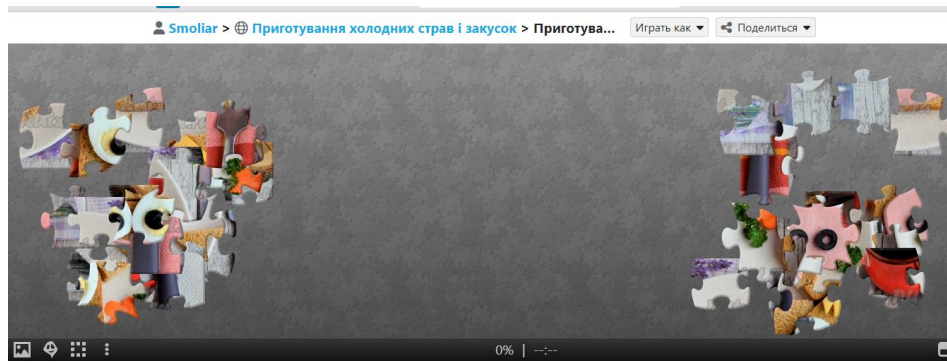 Smoliar > Приготування холодних страв і закусок > Приготува... Играть как Поделиться
0% | --:--